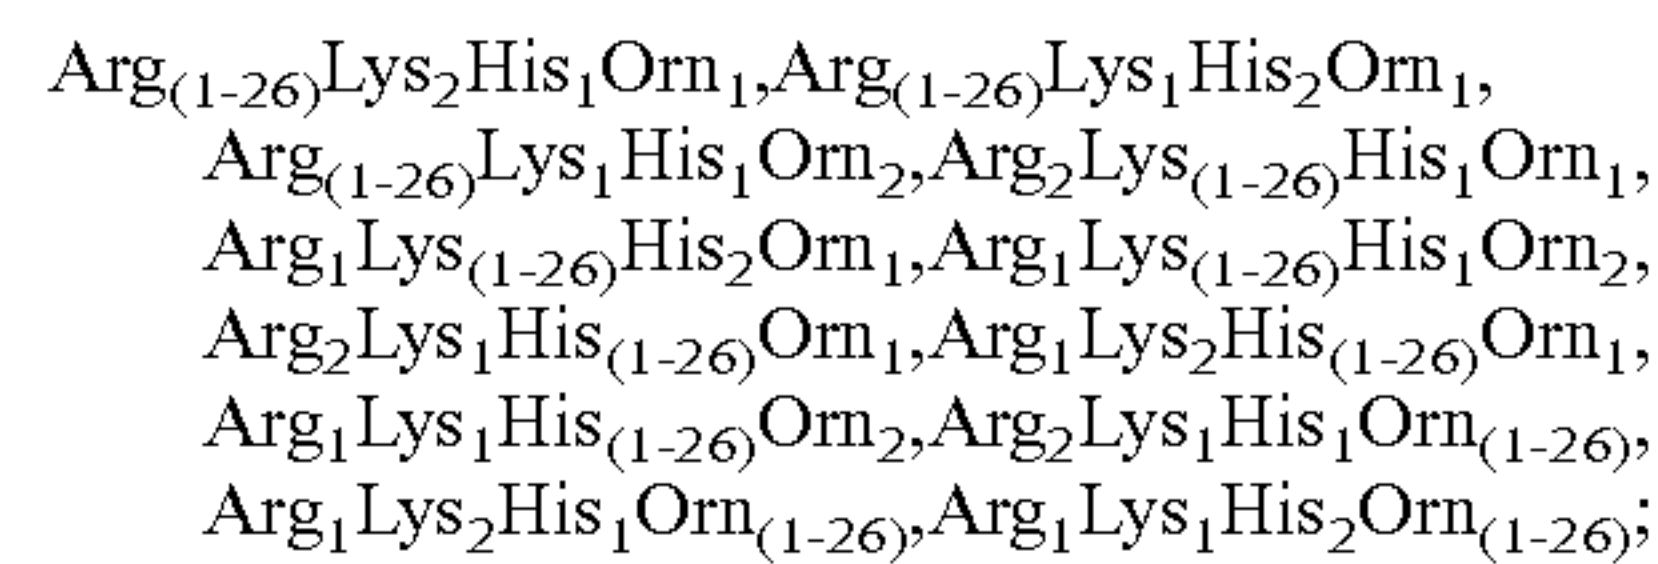 Arg₍₁₋₂₆₎Lys₂His₁Orn₁,Arg₍₁₋₂₆₎Lys₁His₂Orn₁,
Arg₍₁₋₂₆₎Lys₁His₁Orn₂,Arg₂Lys₍₁₋₂₆₎His₁Orn₁,
Arg₁Lys₍₁₋₂₆₎His₂Orn₁,Arg₁Lys₍₁₋₂₆₎His₁Orn₂,
Arg₂Lys₁His₍₁₋₂₆₎Orn₁,Arg₁Lys₂His₍₁₋₂₆₎Orn₁,
Arg₁Lys₁His₍₁₋₂₆₎Orn₂,Arg₂Lys₁His₁Orn₍₁₋₂₆₎,
Arg₁Lys₂His₁Orn₍₁₋₂₆₎,Arg₁Lys₁His₂Orn₍₁₋₂₆₎;